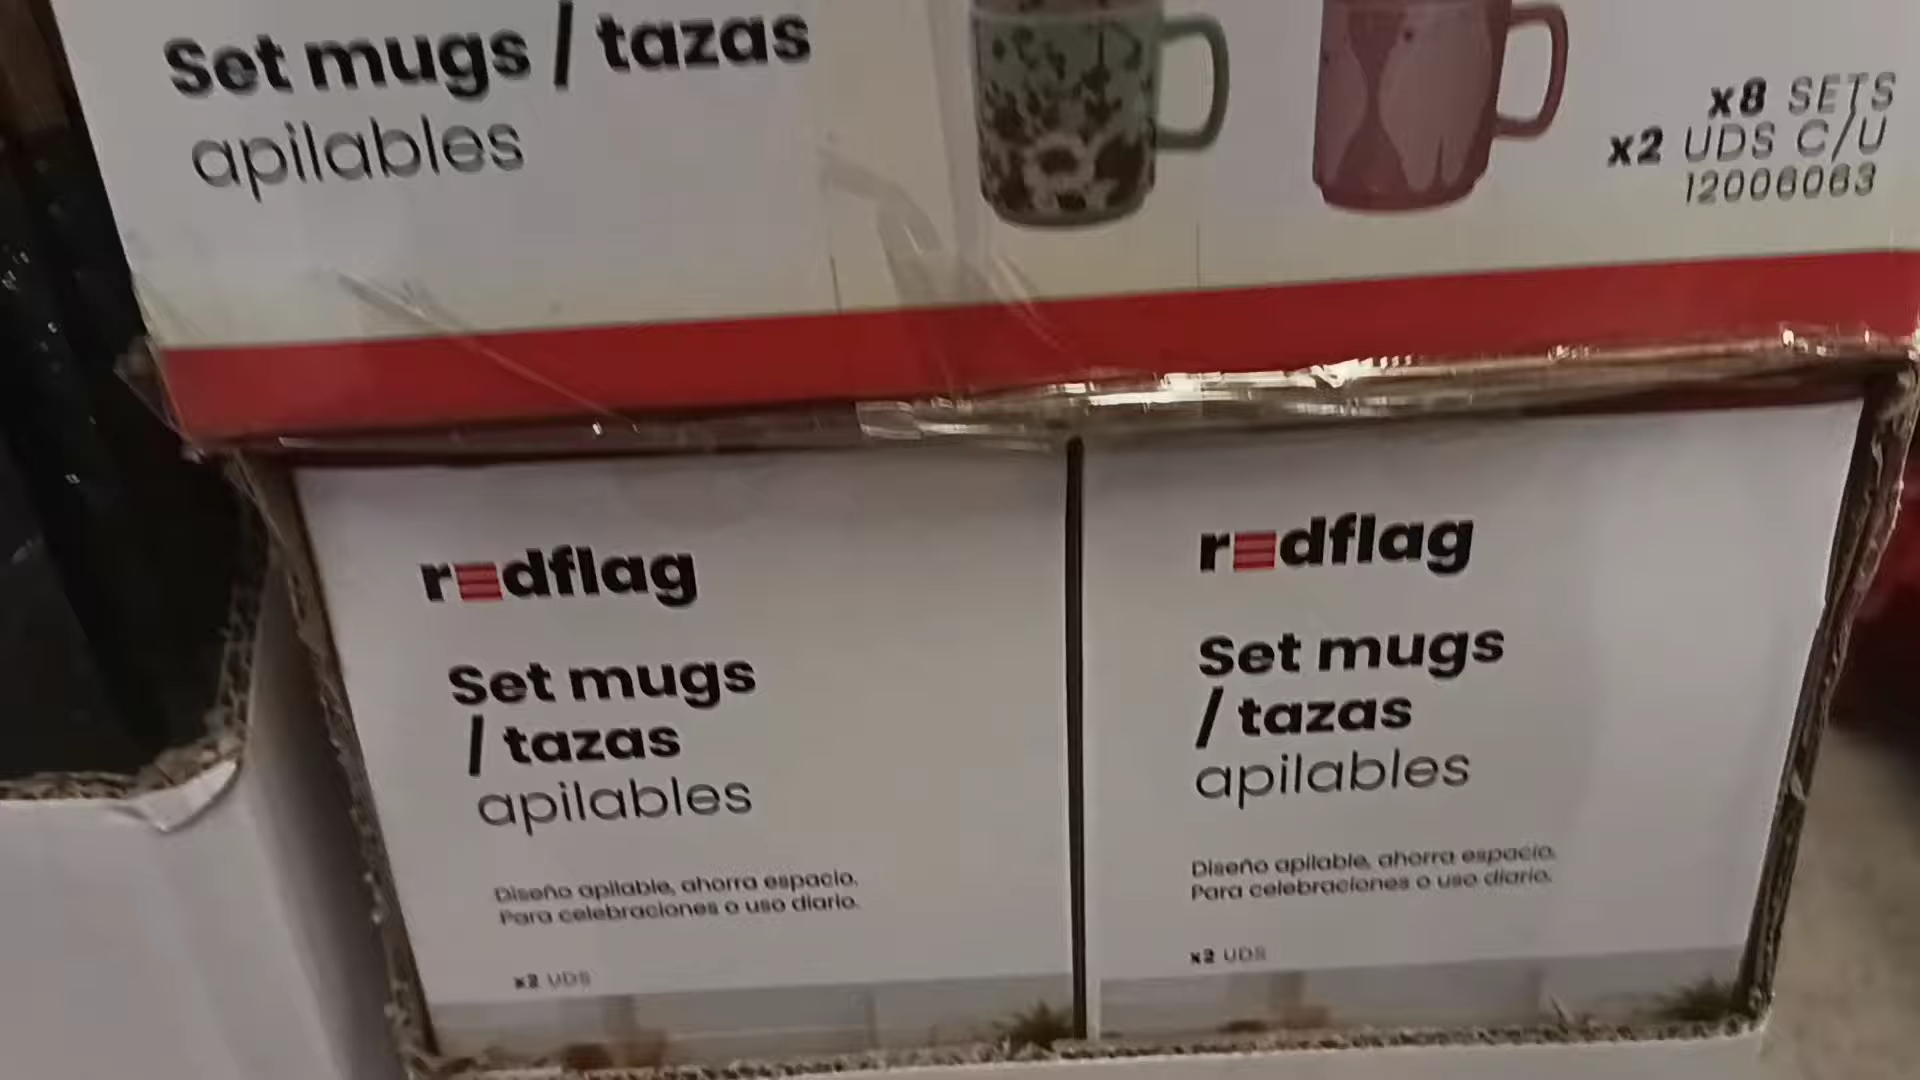 Set mugs / tazas
apilables
x8 SETS
x2 UDS C/U
12006063
redflag
Set mugs
/ tazas
apilables
Diseño apilable, ahorra espacio.
Para celebraciones o uso diario.
x2 UDS
redflag
Set mugs
/ tazas
apilables
Diseño apilable, ahorra espacio.
Para celebraciones o uso diario.
x2 UDS